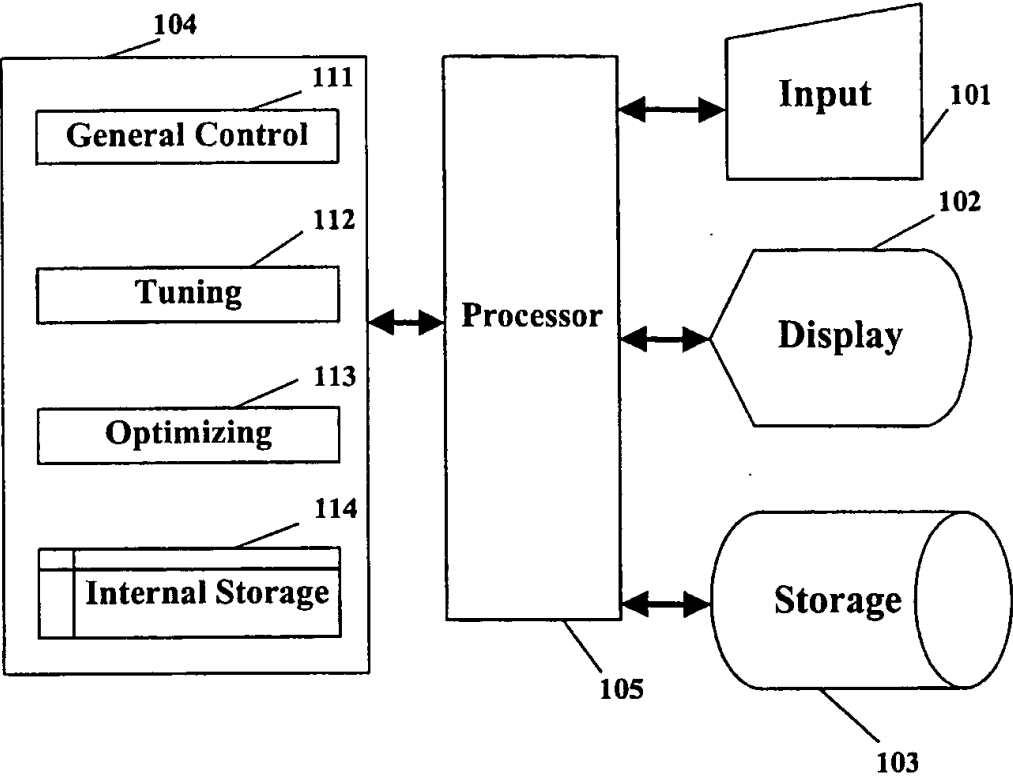 104
111
General Control
112
Tuning
113
Optimizing
114
Internal Storage
Processor
105
Input
101
102
Display
Storage
103